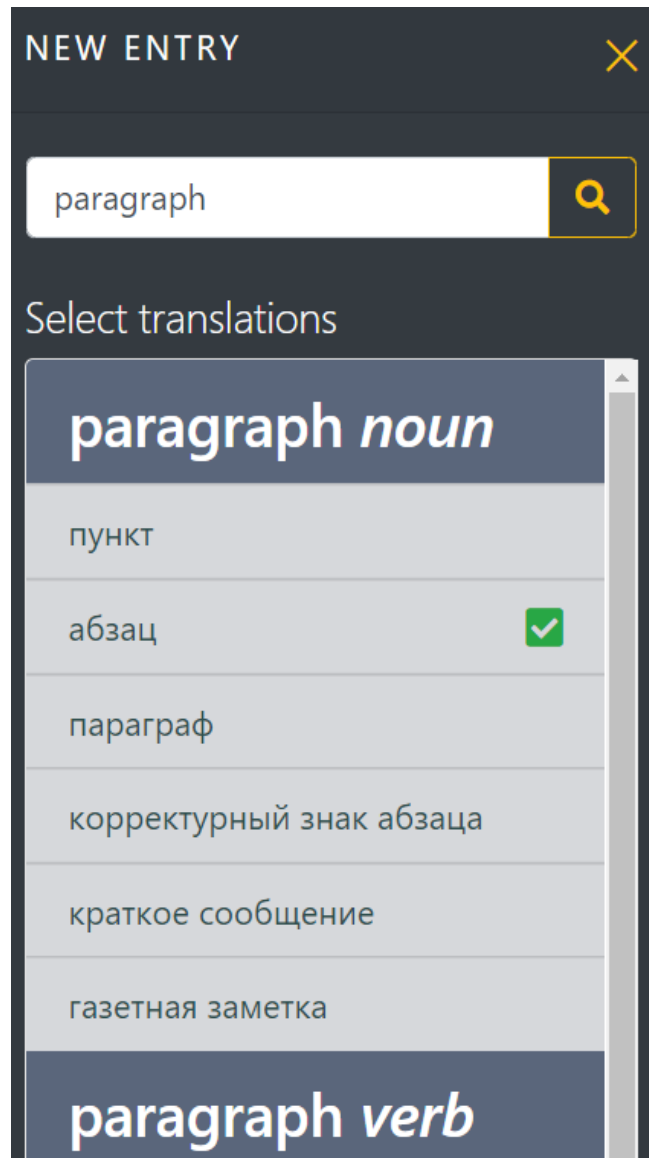 NEW ENTRY
paragraph
Select translations
paragraph noun
пункт
абзац
параграф
корректурный знак абзаца
краткое сообщение
газетная заметка
paragraph verb